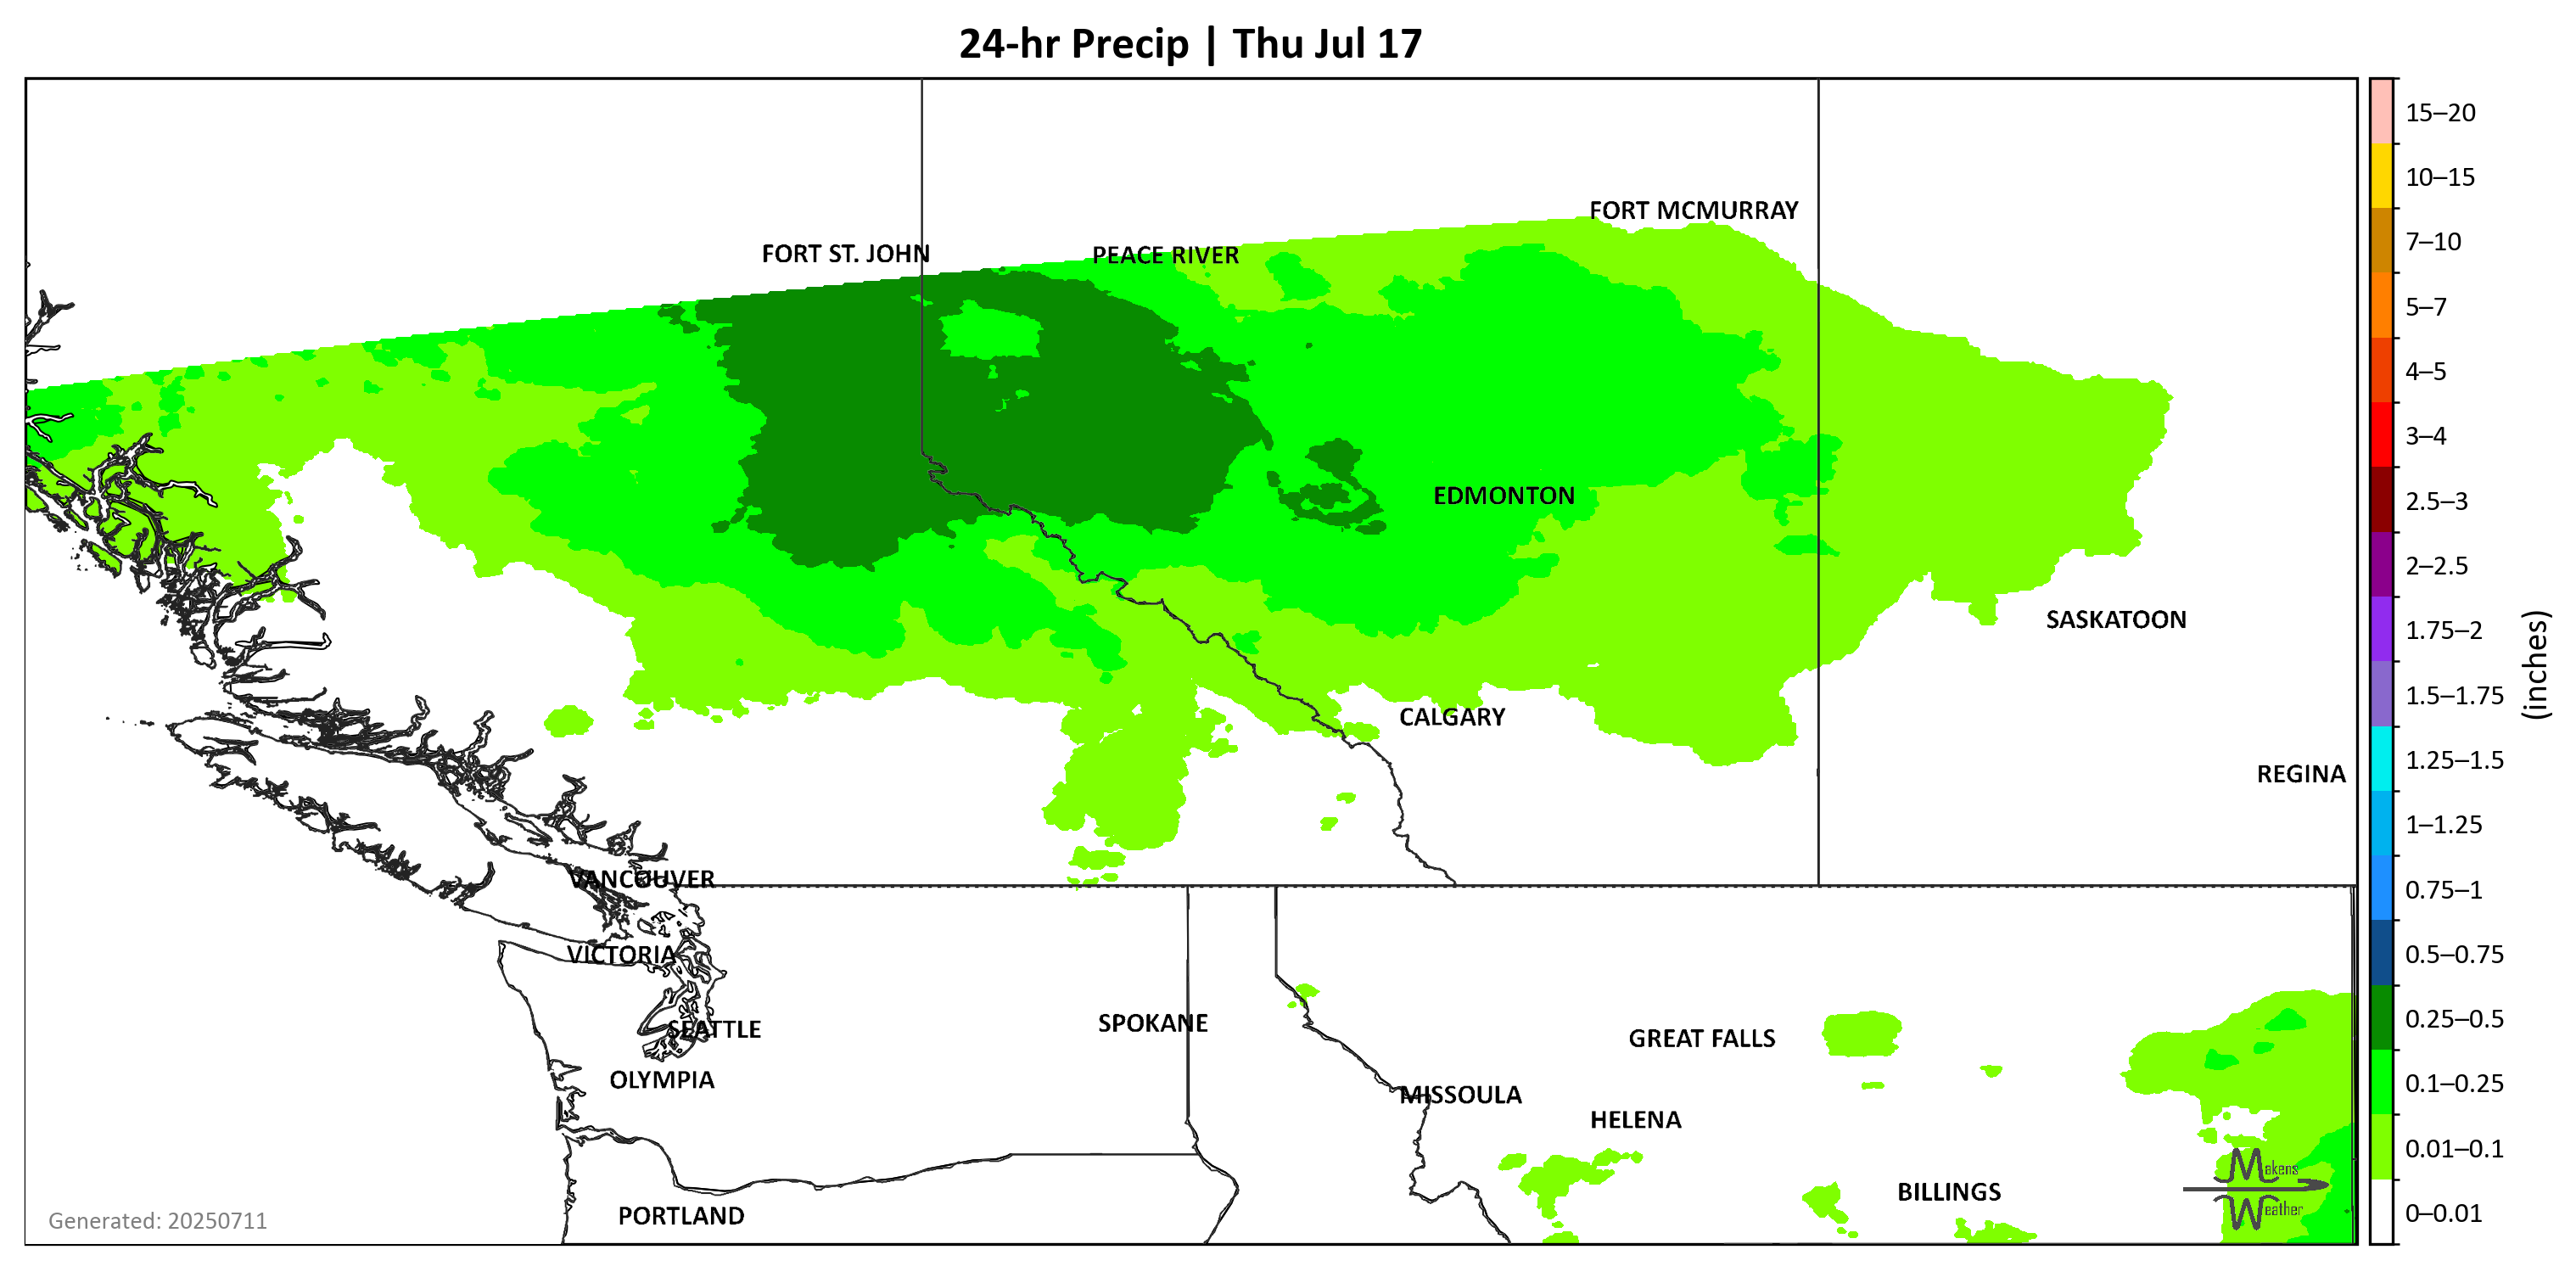 24-hr Precip | Thu Jul 17
FORT MCMURRAY
FORT ST. JOHN
PEACE RIVER
EDMONTON
SASKATOON
CALGARY
REGINA
VANCOUVER
VICTORIA
SPOKANE
SEATTLE
GREAT FALLS
OLYMPIA
MISSOULA
HELENA
BILLINGS
PORTLAND
Makens
Weather
Generated: 20250711
15–20
10–15
7–10
5–7
4–5
3–4
2.5–3
2–2.5
1.75–2
1.5–1.75
1.25–1.5
1–1.25
0.75–1
0.5–0.75
0.25–0.5
0.1–0.25
0.01–0.1
0–0.01
(inches)